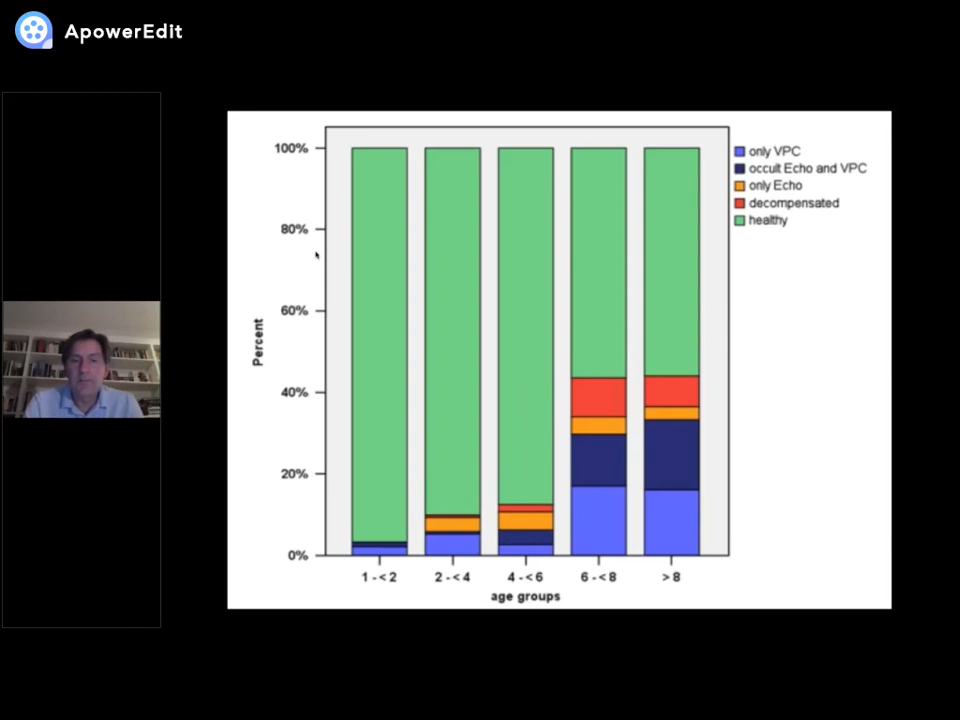 ApowerEdit
100%
80%
60%
40%
20%
0%
Percent
1 - < 2
2 - < 4
4 - < 6
6 - < 8
> 8
age groups
only VPC
occult Echo and VPC
only Echo
decompensated
healthy